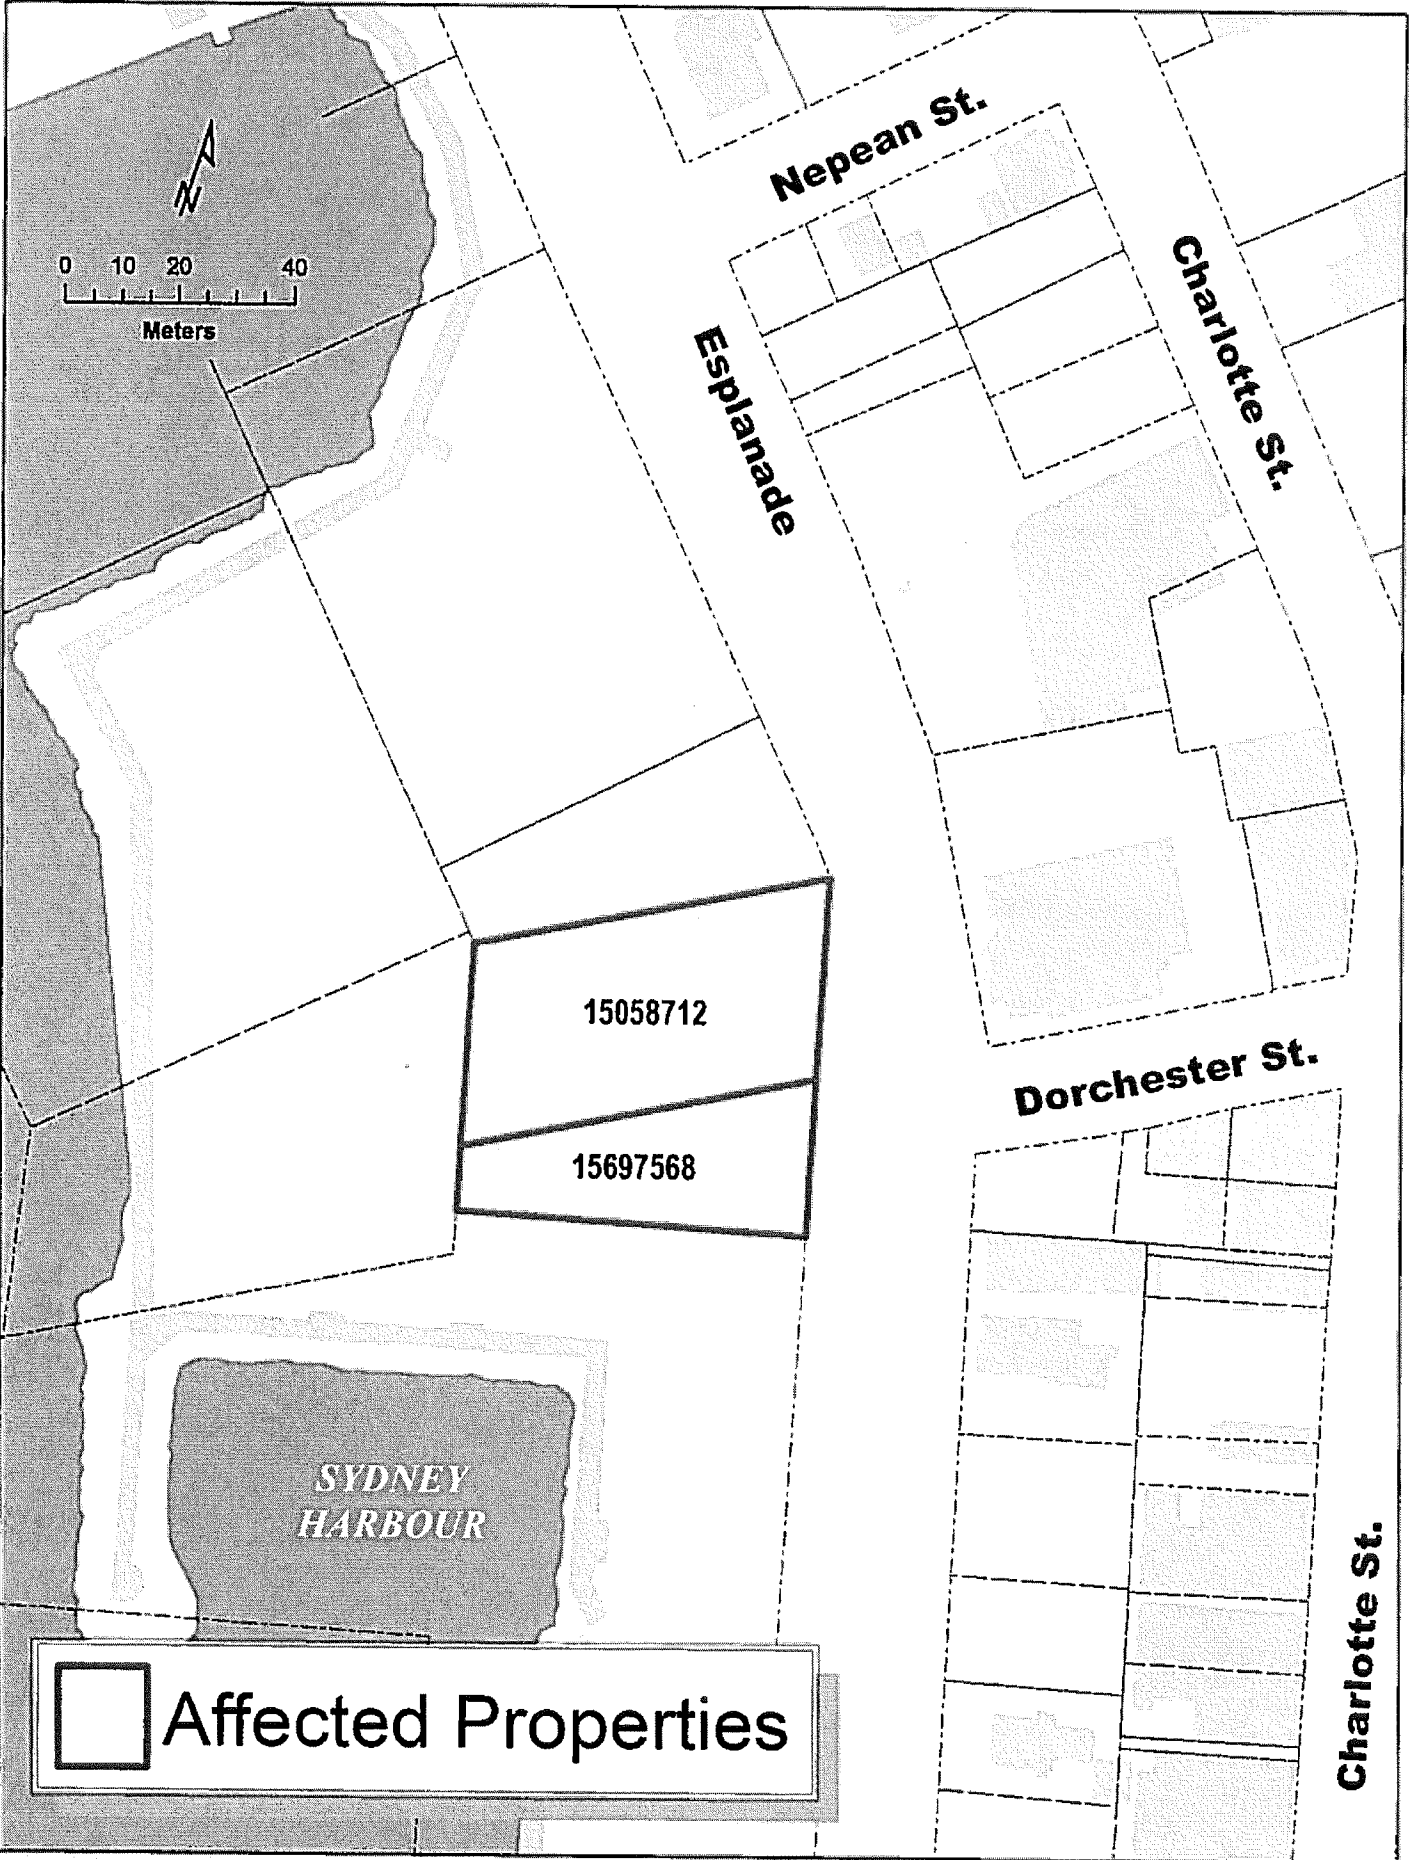 Nepean St.
N
0 10 20 40
Meters
Charlotte St.
Esplanade
15058712
Dorchester St.
15697568
SYDNEY
HARBOUR
Charlotte St.
Affected Properties